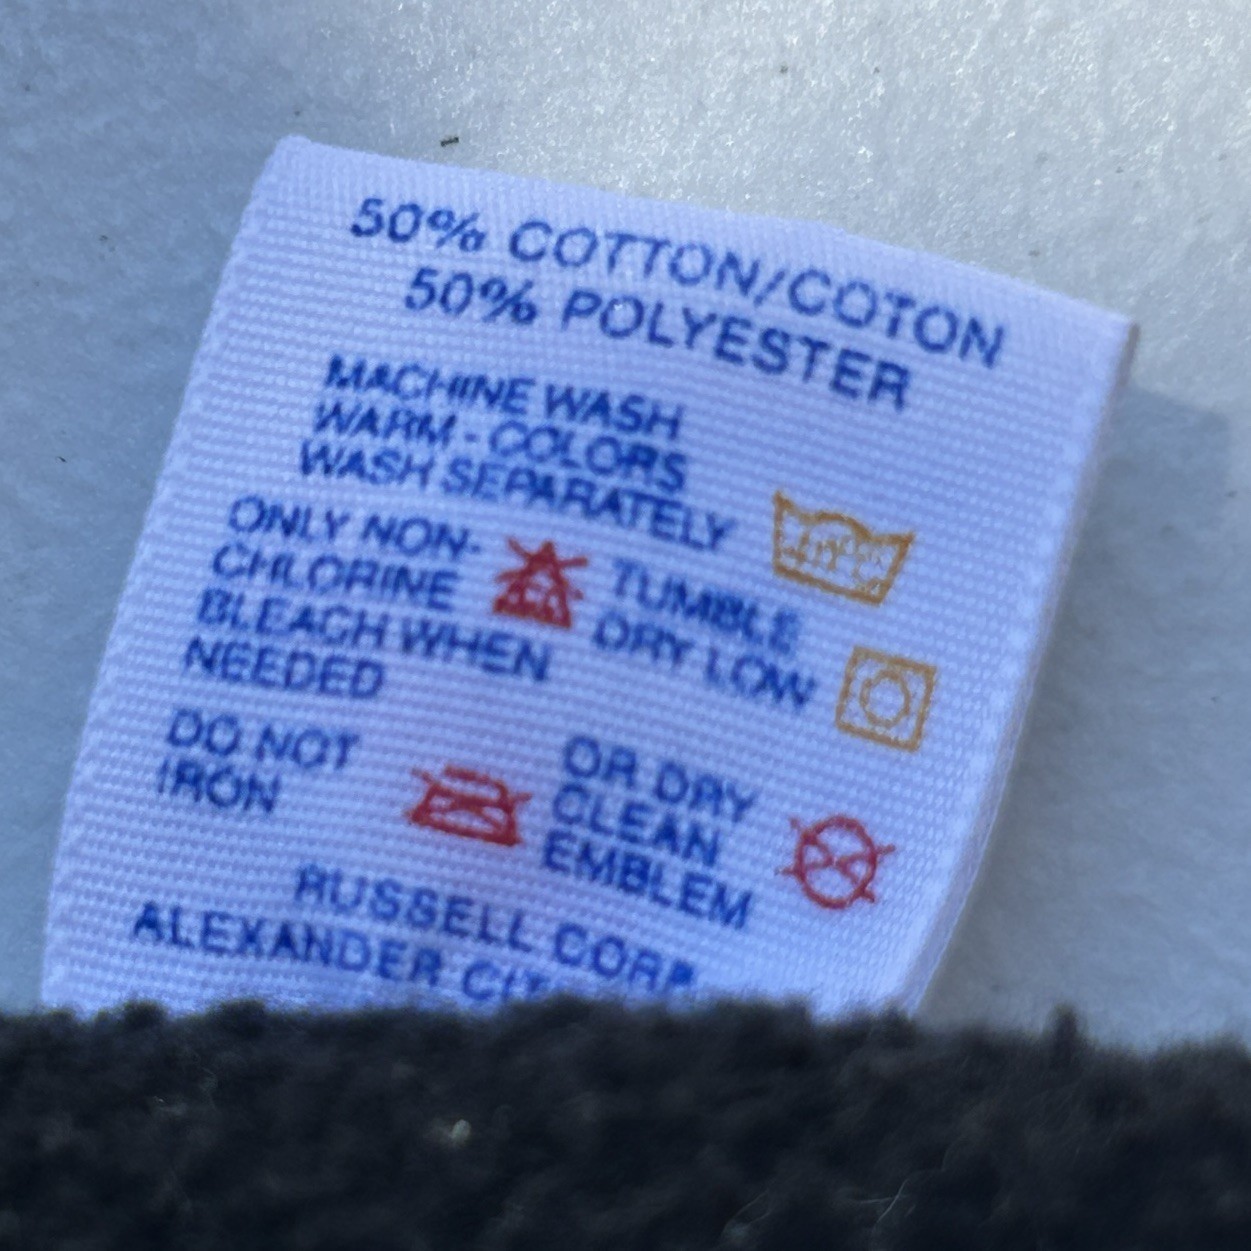 50% COTTON/COTON
50% POLYESTER
MACHINE WASH
WARM - COLORS
WASH SEPARATELY
ONLY NON-
CHLORINE
BLEACH WHEN
NEEDED
TUMBLE
DRY LOW
DO NOT
IRON
OR DRY
CLEAN
EMBLEM
RUSSELL CORP.
ALEXANDER